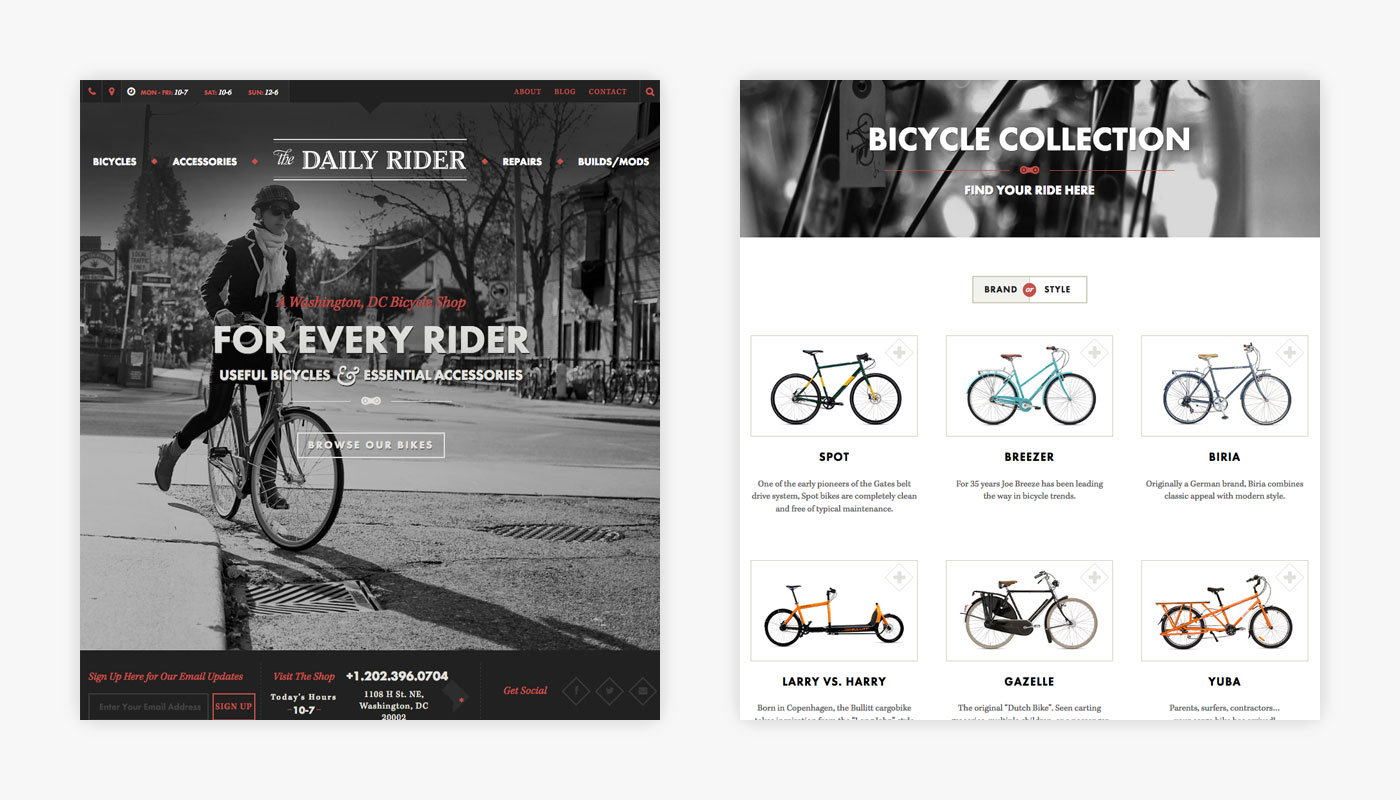 MON - FRI: 10-7 SAT: 10-6 SUN: 12-6
ABOUT BLOG CONTACT
BICYCLES ACCESSORIES The DAILY RIDER REPAIRS BUILDS/MODS
A Washington, DC Bicycle Shop
FOR EVERY RIDER
USEFUL BICYCLES & ESSENTIAL ACCESSORIES
BROWSE OUR BIKES
Sign Up Here for Our Email Updates
Enter Your Email Address SIGN UP
Visit The Shop
Today's Hours
~10-7~
+1.202.396.0704
1108 H St. NE,
Washington, DC
20002
Get Social
BICYCLE COLLECTION
FIND YOUR RIDE HERE
BRAND or STYLE
SPOT
One of the early pioneers of the Gates belt
drive system, Spot bikes are completely clean
and free of typical maintenance.
BREEZER
For 35 years Joe Breeze has been leading
the way in bicycle trends.
BIRIA
Originally a German brand, Biria combines
classic appeal with modern style.
LARRY VS. HARRY
Born in Copenhagen, the Bullitt cargobike
GAZELLE
The original "Dutch Bike". Seen carting
YUBA
Parents, surfers, contractors...